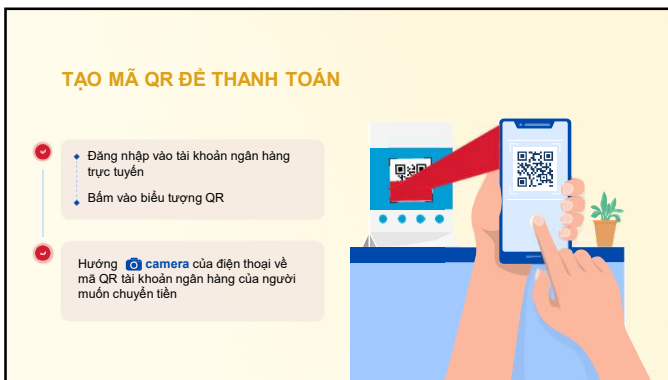 TẠO MÃ QR ĐỂ THANH TOÁN
Đăng nhập vào tài khoản ngân hàng
trực tuyến
Bấm vào biểu tượng QR
Hướng camera của điện thoại về
mã QR tài khoản ngân hàng của người
muốn chuyển tiền